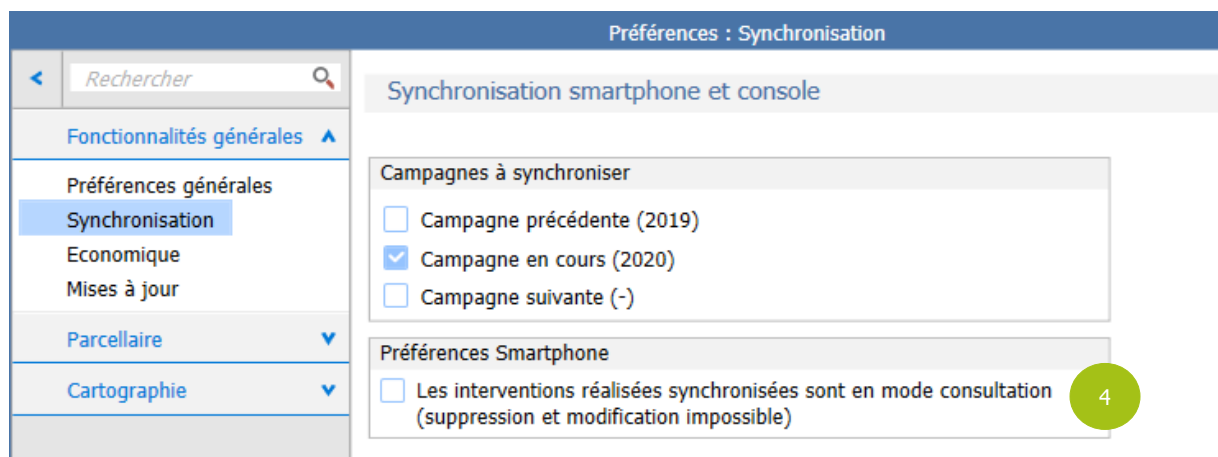 Préférences : Synchronisation
<
Rechercher
Synchronisation smartphone et console
Fonctionnalités générales
Préférences générales
Synchronisation
Economique
Mises à jour
Parcellaire
Cartographie
Campagnes à synchroniser
Campagne précédente (2019)
Campagne en cours (2020)
Campagne suivante (-)
Préférences Smartphone
Les interventions réalisées synchronisées sont en mode consultation
(suppression et modification impossible)
4